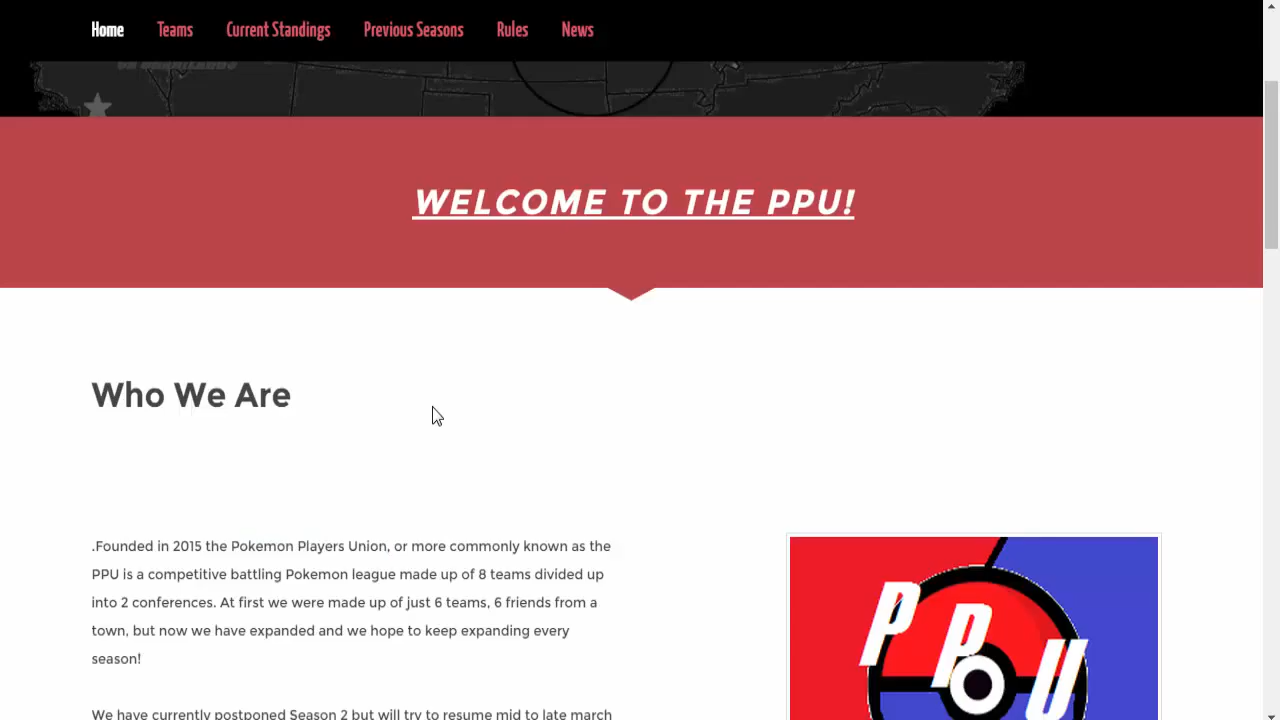 Home Teams Current Standings Previous Seasons Rules News
WELCOME TO THE PPU!
Who We Are
.Founded in 2015 the Pokemon Players Union, or more commonly known as the
PPU is a competitive battling Pokemon league made up of 8 teams divided up
into 2 conferences. At first we were made up of just 6 teams, 6 friends from a
town, but now we have expanded and we hope to keep expanding every
season!
We have currently postponed Season 2 but will try to resume mid to late march
PPU